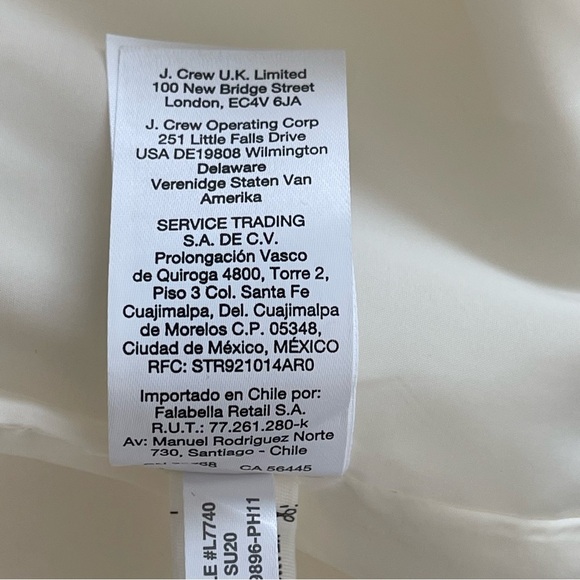 J. Crew U.K. Limited
100 New Bridge Street
London, EC4V 6JA
J. Crew Operating Corp
251 Little Falls Drive
USA DE19808 Wilmington
Delaware
Verenidge Staten Van
Amerika
SERVICE TRADING
S.A. DE C.V.
Prolongación Vasco
de Quiroga 4800, Torre 2,
Piso 3 Col. Santa Fe
Cuajimalpa, Del. Cuajimalpa
de Morelos C.P. 05348,
Ciudad de México, MÉXICO
RFC: STR921014AR0
Importado en Chile por:
Falabella Retail S.A.
R.U.T.: 77.261.280-k
Av: Manuel Rodriguez Norte
730, Santiago - Chile
CA 56445
#L7740
SU20
9896-PH11